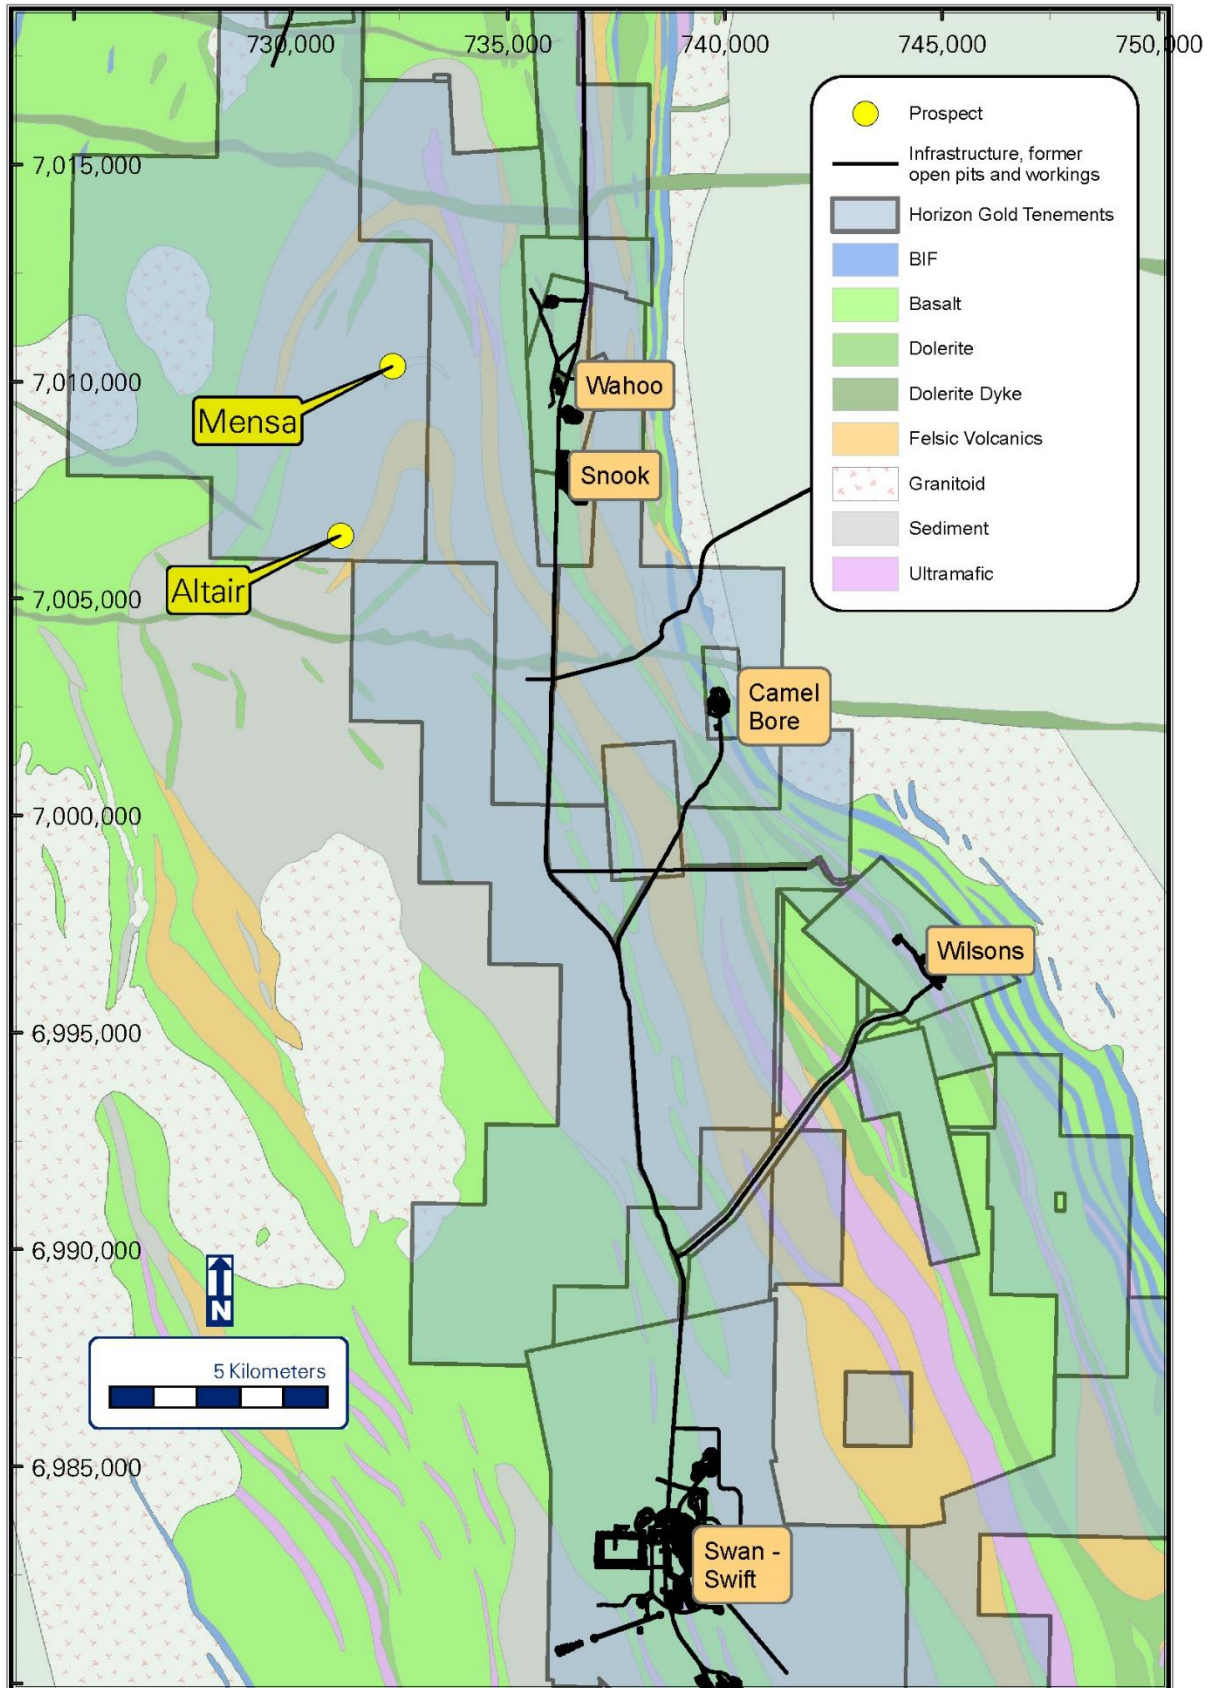 730,000
735,000
740,000
745,000
750,000
Prospect
Infrastructure, former
open pits and workings
Horizon Gold Tenements
BIF
Basalt
Dolerite
Dolerite Dyke
Felsic Volcanics
Granitoid
Sediment
Ultramafic
7,015,000
7,010,000
7,005,000
7,000,000
6,995,000
6,990,000
6,985,000
Mensa
Altair
Wahoo
Snook
Camel
Bore
Wilsons
Swan -
Swift
N
5 Kilometers